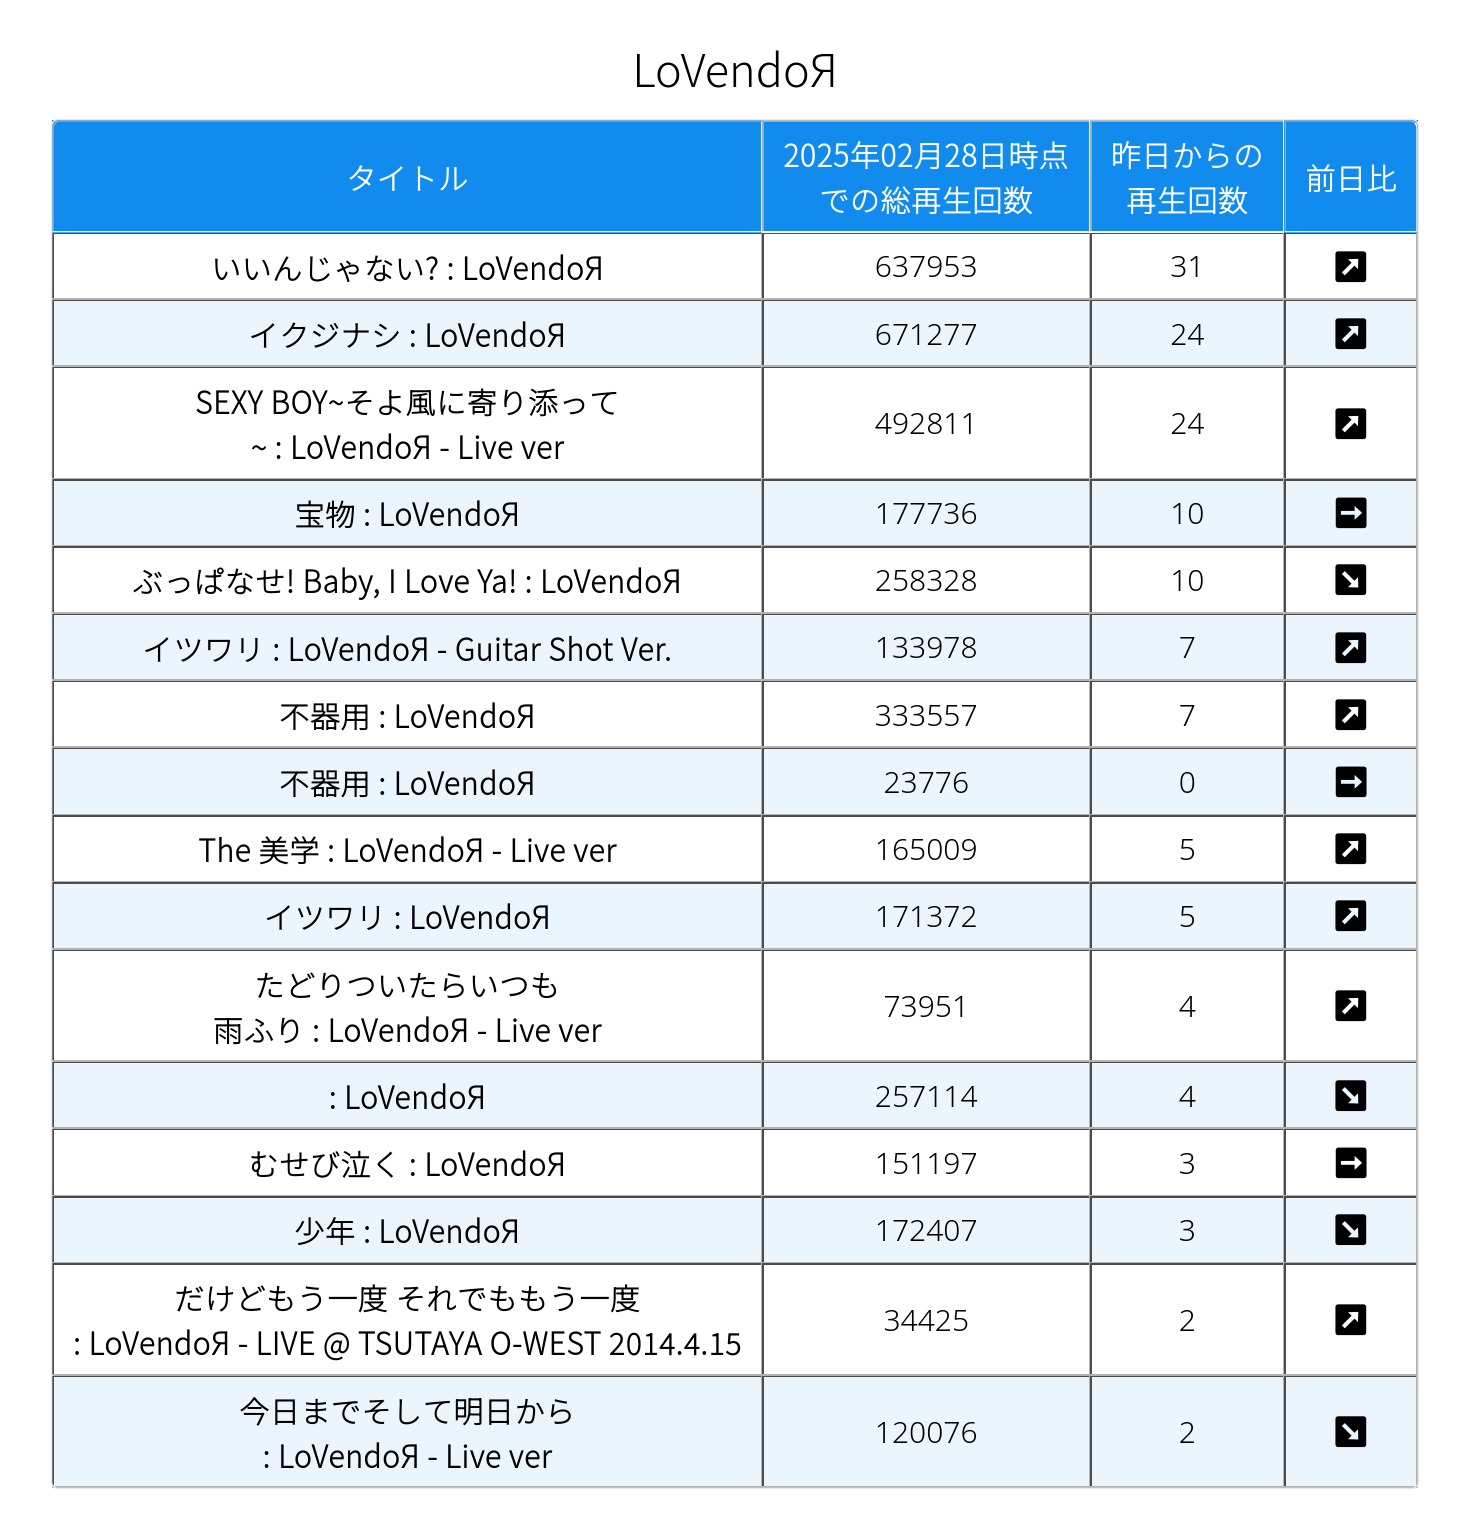 LoVendoЯ
タイトル
2025年02月28日時点
での総再生回数
昨日からの
再生回数
前日比
いいんじゃない? : LoVendoЯ
637953
31
イクジナシ : LoVendoЯ
671277
24
SEXY BOY~そよ風に寄り添って
~ : LoVendoЯ - Live ver
492811
24
宝物 : LoVendoЯ
177736
10
ぶっぱなせ! Baby, I Love Ya! : LoVendoЯ
258328
10
イツワリ : LoVendoЯ - Guitar Shot Ver.
133978
7
不器用 : LoVendoЯ
333557
7
不器用 : LoVendoЯ
23776
0
The 美学 : LoVendoЯ - Live ver
165009
5
イツワリ : LoVendoЯ
171372
5
たどりついたらいつも
雨ふり : LoVendoЯ - Live ver
73951
4
: LoVendoЯ
257114
4
むせび泣く : LoVendoЯ
151197
3
少年 : LoVendoЯ
172407
3
だけどもう一度 それでももう一度
: LoVendoЯ - LIVE @ TSUTAYA O-WEST 2014.4.15
34425
2
今日までそして明日から
: LoVendoЯ - Live ver
120076
2